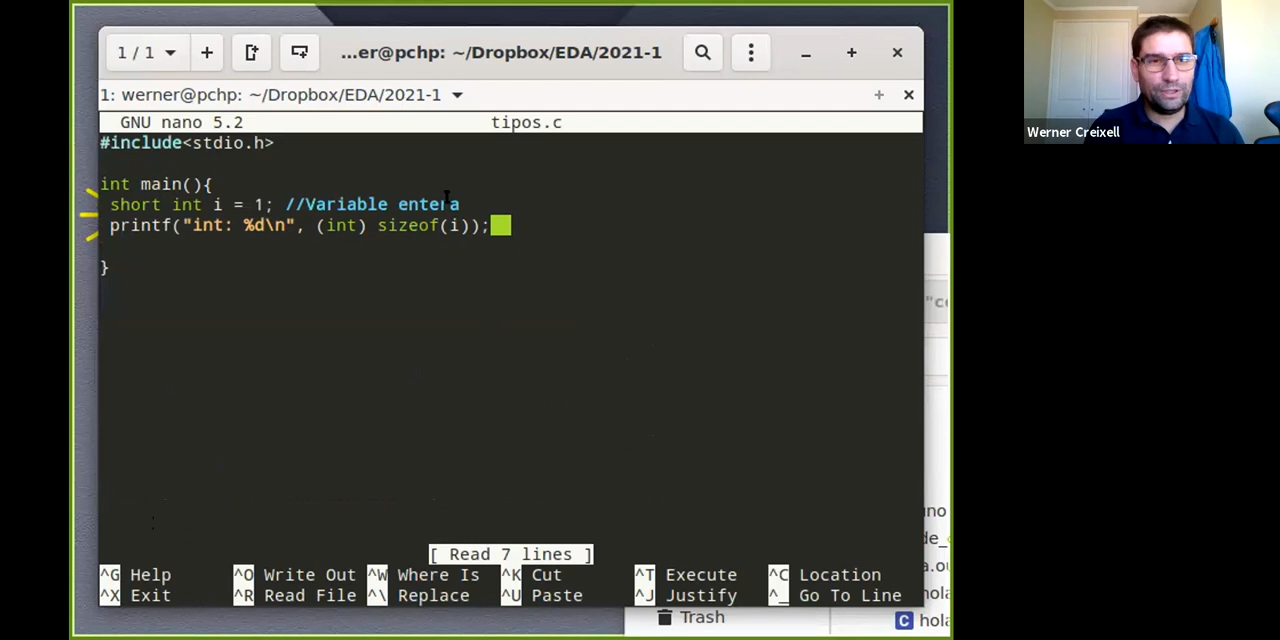 1 / 1
...er@pchp: ~/Dropbox/EDA/2021-1
1: werner@pchp: ~/Dropbox/EDA/2021-1
GNU nano 5.2 tipos.c
#include<stdio.h>
int main(){
short int i = 1; //Variable entera
printf("int: %d\n", (int) sizeof(i));
}
[ Read 7 lines ]
^G Help ^O Write Out ^W Where Is ^K Cut ^T Execute ^C Location
^X Exit ^R Read File ^\ Replace ^U Paste ^J Justify ^_ Go To Line
Trash
Werner Creixell